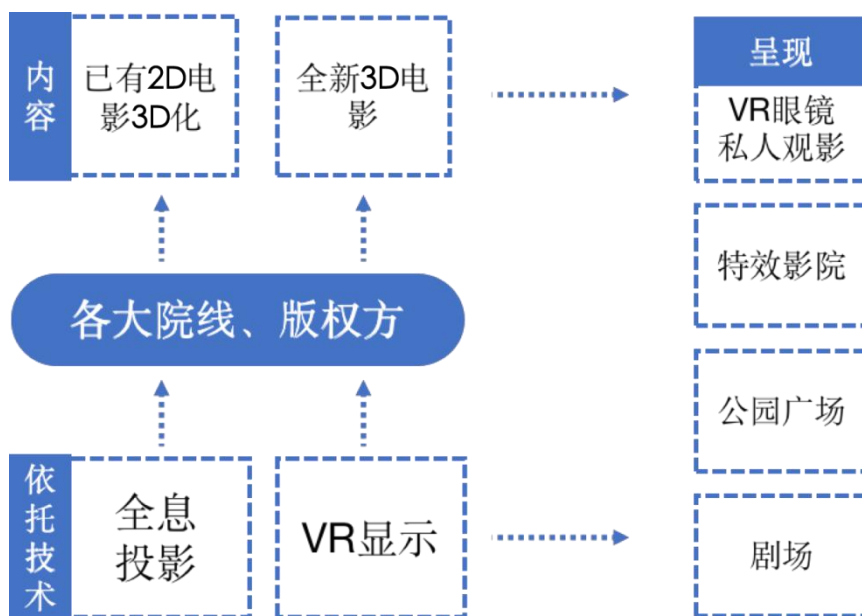 内容
已有2D电
影3D化
全新3D电
影
呈现
VR眼镜
私人观影
特效影院
各大院线、版权方
公园广场
依托技术
全息
投影
VR显示
剧场